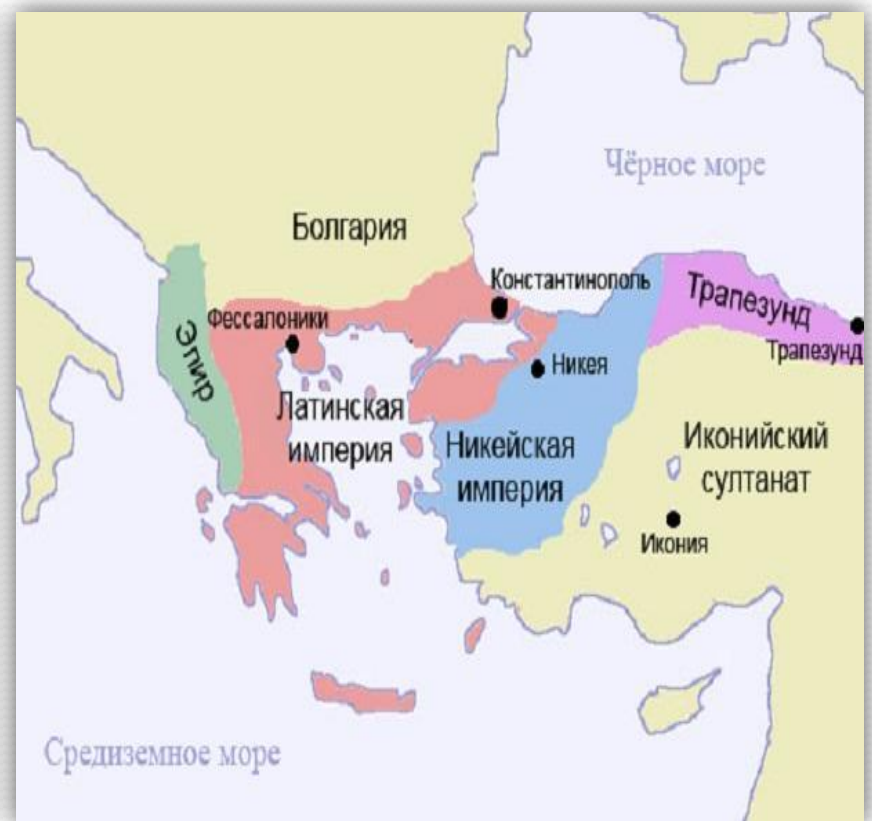 Чёрное море
Болгария
Константинополь
Трапезунд
Фессалоники
Трапезунд
Эпир
Никея
Латинская
империя
Никейская
империя
Иконийский
султанат
Икония
Средиземное море